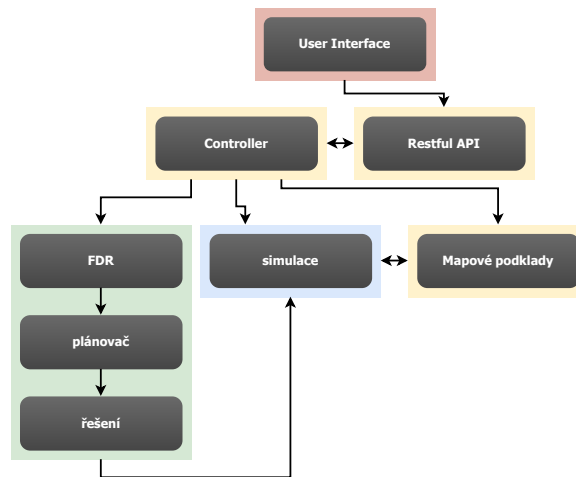 User Interface
Controller
Restful API
FDR
simulace
Mapové podklady
plánovač
řešení